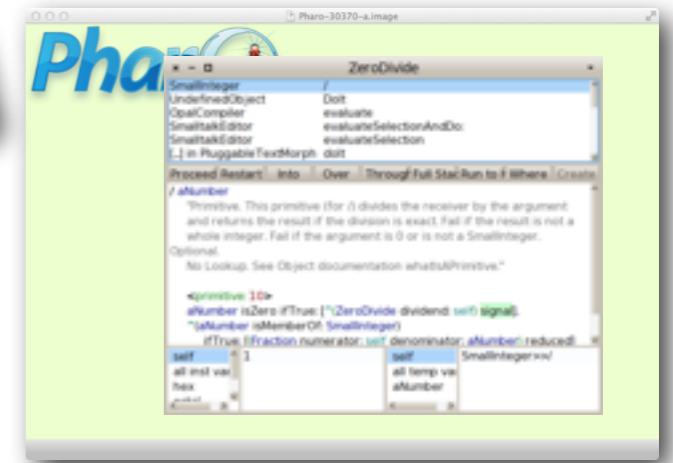 Pharo-30370-a.image
Phar
ZeroDivide
SmallInteger /
UndefinedObject DoIt
OpalCompiler evaluate
SmalltalkEditor evaluateSelectionAndDo:
SmalltalkEditor evaluateSelection
[..] in PluggableTextMorph doIt
Proceed Restart Into Over Through Full Stac Run to Where Create
/ aNumber
"Primitive. This primitive (for /) divides the receiver by the argument
and returns the result if the division is exact. Fail if the result is not a
whole integer. Fail if the argument is 0 or is not a SmallInteger.
Optional.
No Lookup. See Object documentation whatIsAPrimitive."
<primitive: 10>
aNumber isZero ifTrue: [^(ZeroDivide dividend: self) signal].
^(aNumber isMemberOf: SmallInteger)
ifTrue: [(Fraction numerator: self denominator: aNumber) reduced]
self 1 self SmallInteger>>/
all inst var all temp var
hex aNumber